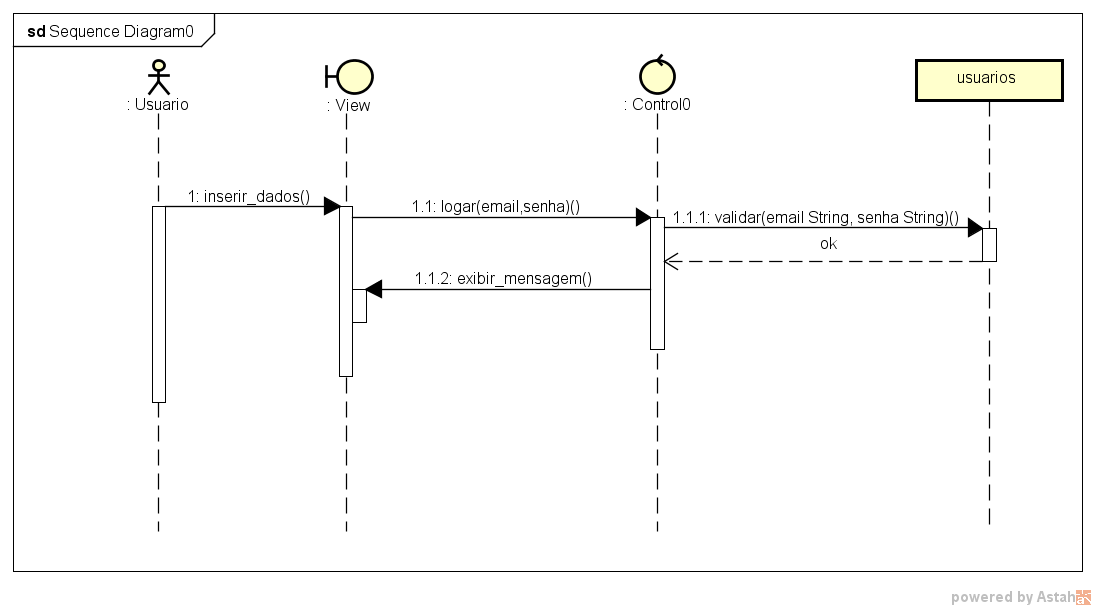 sd Sequence Diagram0
: Usuario
: View
: Control0
usuarios
1: inserir_dados()
1.1: logar(email,senha)()
1.1.1: validar(email String, senha String)()
ok
1.1.2: exibir_mensagem()
powered by Astah